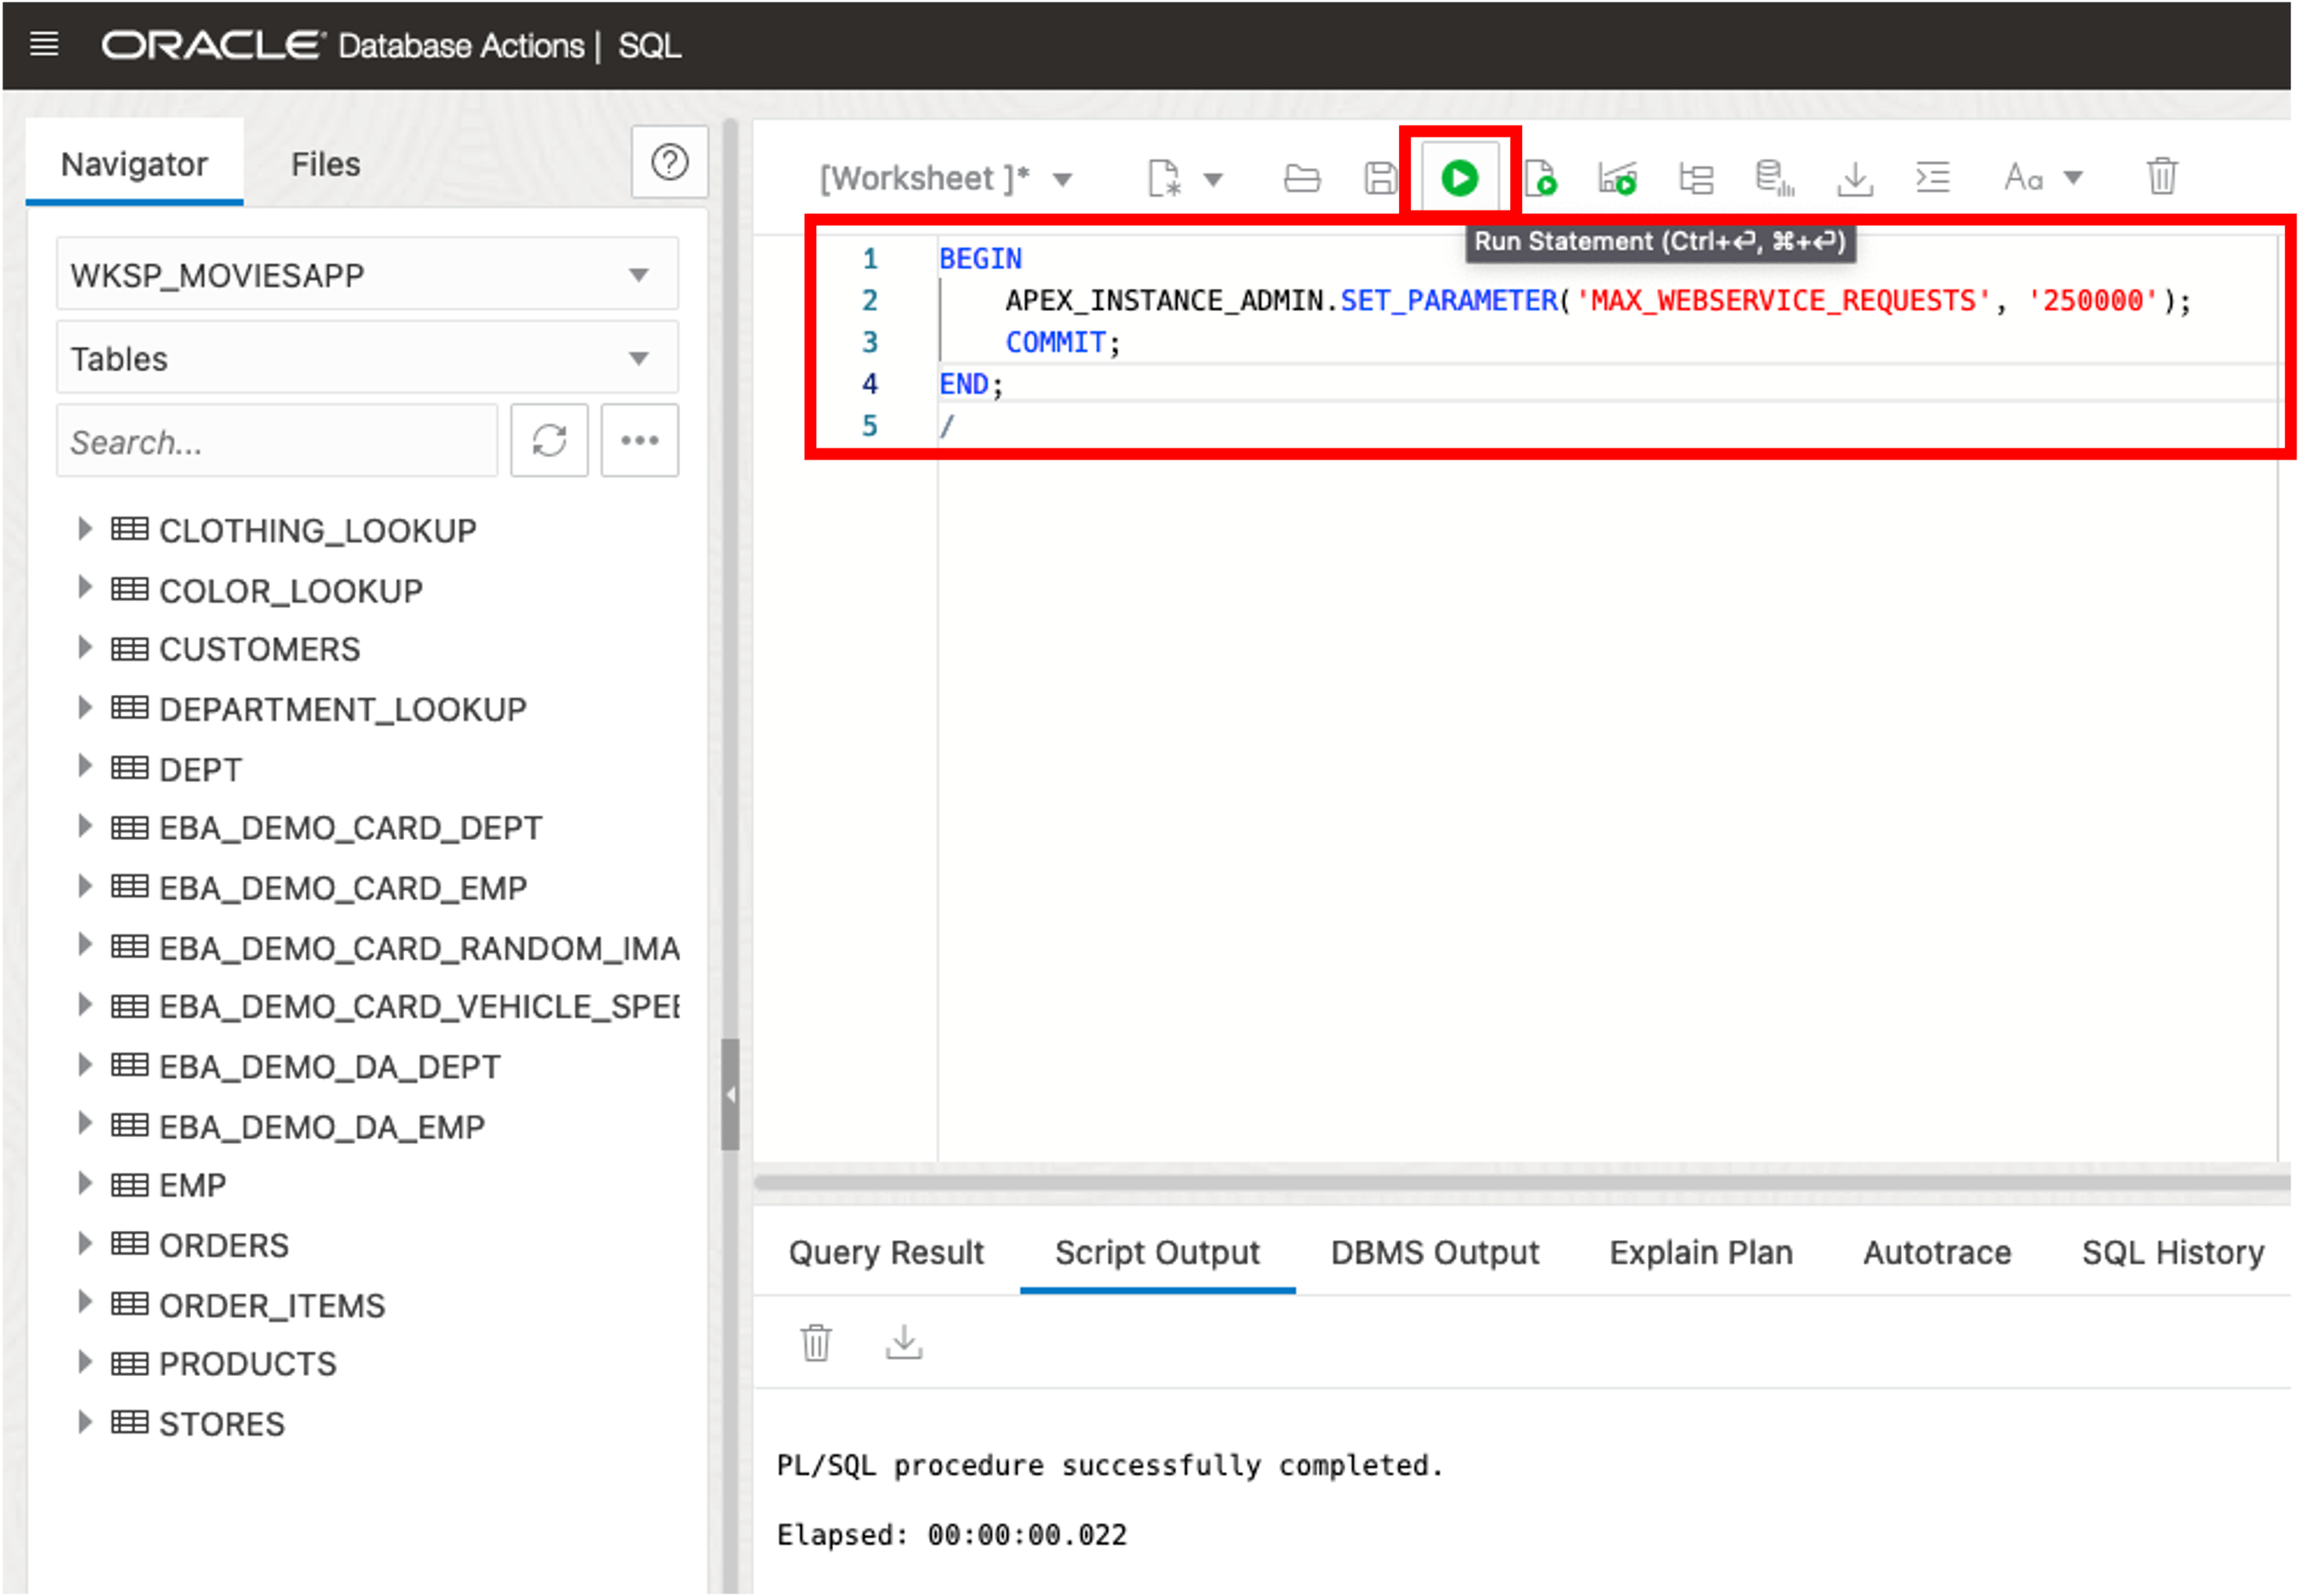 ORACLE Database Actions | SQL
Navigator
Files
WKSP_MOVIESAPP
Tables
Search...
CLOTHING_LOOKUP
COLOR_LOOKUP
CUSTOMERS
DEPARTMENT_LOOKUP
DEPT
EBA_DEMO_CARD_DEPT
EBA_DEMO_CARD_EMP
EBA_DEMO_CARD_RANDOM_IMA
EBA_DEMO_CARD_VEHICLE_SPEE
EBA_DEMO_DA_DEPT
EBA_DEMO_DA_EMP
EMP
ORDERS
ORDER_ITEMS
PRODUCTS
STORES
[Worksheet ]*
Aa
Run Statement (Ctrl+⏎, ⌘+⏎)
1 BEGIN
2 APEX_INSTANCE_ADMIN.SET_PARAMETER('MAX_WEBSERVICE_REQUESTS', '250000');
3 COMMIT;
4 END;
5 /
Query Result
Script Output
DBMS Output
Explain Plan
Autotrace
SQL History
PL/SQL procedure successfully completed.
Elapsed: 00:00:00.022